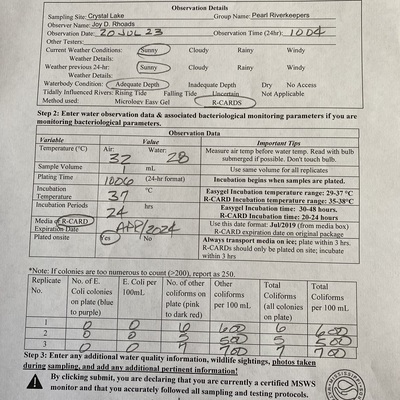 Observation Details
Sampling Site: Crystal Lake Group Name: Pearl Riverkeepers
Observer Name: Joy D. Rhoads
Observation Date: 20 JUL 23 Observation Time (24hr): 1004
Other Testers:
Current Weather Conditions: Sunny Cloudy Rainy Windy
Weather Details:
Weather previous 24-hr: Sunny Cloudy Rainy Windy
Weather Details:
Waterbody Condition: Adequate Depth Inadequate Depth Dry No Access
Tidally Influenced Rivers: Rising Tide Falling Tide Uncertain Not Applicable
Method used: Microleev Easy Gel R-CARDS
Step 2: Enter water observation data & associated bacteriological monitoring parameters if you are
monitoring bacteriological parameters.
Observation Data
Variable Value Important Tips
Temperature (°C) Air: 32 Water: 28 Measure air temp before water temp. Read with bulb
submerged if possible. Don't touch bulb.
Sample Volume mL Use same volume for all replicates
Plating Time 1006 (24-hr format) Incubation begins when samples are plated.
Incubation Temperature 37 °C Easygel Incubation temperature range: 29-37 °C
R-CARD Incubation temperature range: 35-38°C
Incubation Periods 24 hrs Easygel Incubation time: 30-48 hours.
R-CARD Incubation time: 20-24 hours
Media or R-CARD Expiration Date APR/2024 Use this date format: Jul/2019 (from media box)
R-CARD expiration date on original package
Plated onsite Yes No Always transport media on ice; plate within 3 hrs.
R-CARDs should only be plated on site; incubate
within 3 hrs
*Note: If colonies are too numerous to count (>200), report as 250.
Replicate No. No. of E. Coli colonies on plate (blue to purple) E. Coli per 100mL No. of other coliforms on plate (pink to dark red) Other coliforms per 100 mL Total Coliforms (all colonies on plate) Total Coliforms per 100 mL
1 0 0 6 600 6 600
2 0 0 5 500 5 500
3 0 0 7 700 7 700
Step 3: Enter any additional water quality information, wildlife sightings, photos taken
during sampling, and add any additional pertinent information!
By clicking submit, you are declaring that you are currently a certified MSWS
monitor and that you accurately followed all sampling and testing protocols.